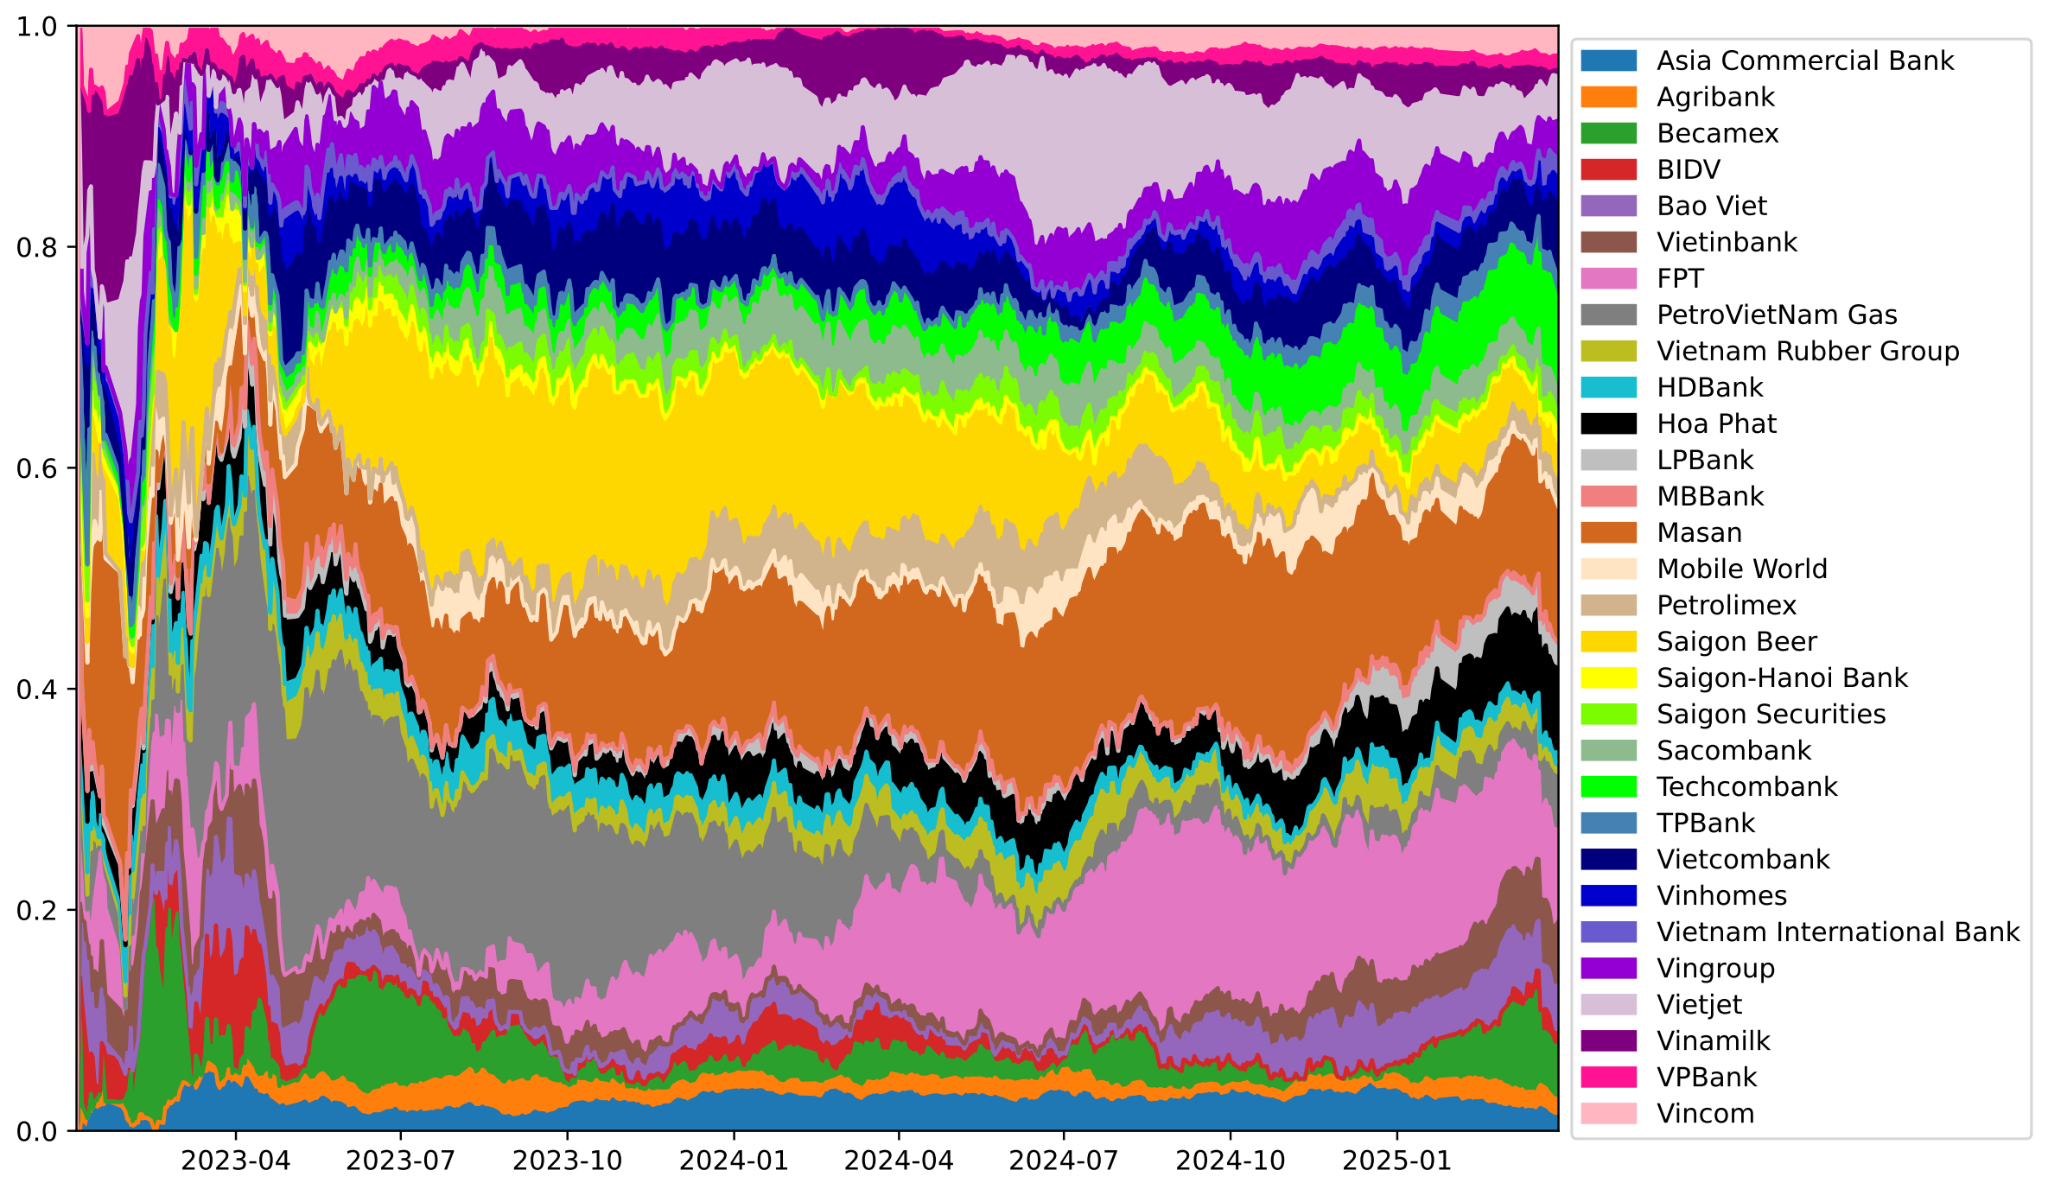 1.0
0.8
0.6
0.4
0.2
0.0
2023-04
2023-07
2023-10
2024-01
2024-04
2024-07
2024-10
2025-01
Asia Commercial Bank
Agribank
Becamex
BIDV
Bao Viet
Vietinbank
FPT
PetroVietNam Gas
Vietnam Rubber Group
HDBank
Hoa Phat
LPBank
MBBank
Masan
Mobile World
Petrolimex
Saigon Beer
Saigon-Hanoi Bank
Saigon Securities
Sacombank
Techcombank
TPBank
Vietcombank
Vinhomes
Vietnam International Bank
Vingroup
Vietjet
Vinamilk
VPBank
Vincom